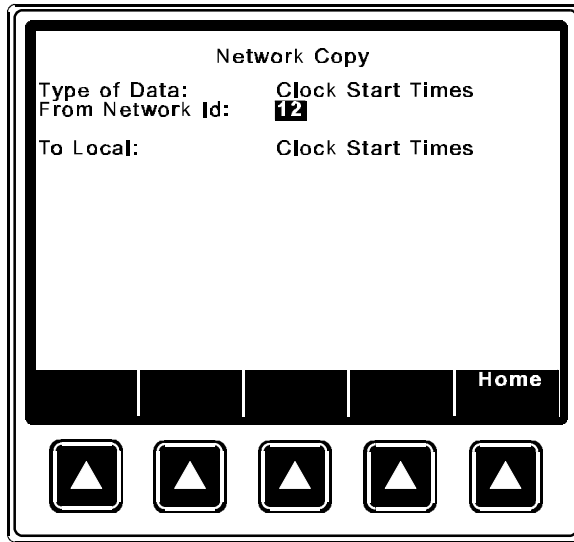 Network Copy
Type of Data: Clock Start Times
From Network Id: 12
To Local: Clock Start Times
Home